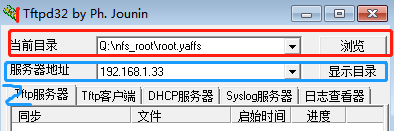 Tftpd32 by Ph. Jounin
当前目录 Q:\nfs_root\root.yaffs 浏览
服务器地址 192.168.1.33 显示目录
2
Tftp服务器 Tftp客户端 DHCP服务器 Syslog服务器 日志查看器
同步 文件 启始时间 进度